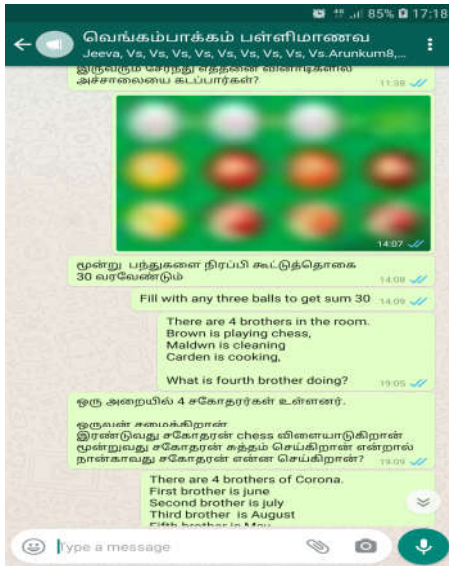 85% 17:18
வெங்கம்பாக்கம் பள்ளிமாணவ
Jeeva, Vs, Vs, Vs, Vs, Vs, Vs, Vs, Vs.Arunkum8,...
இருவரும் சேர்ந்து எத்தனை வினாடிகளில்
அச்சாலையை கடப்பார்கள்?
11:38
14:07
மூன்று பந்துகளை நிரப்பி கூட்டுத்தொகை
30 வரவேண்டும்
14:08
Fill with any three balls to get sum 30 14:09
There are 4 brothers in the room.
Brown is playing chess,
Maldwn is cleaning
Carden is cooking,
What is fourth brother doing? 19:05
ஒரு அறையில் 4 சகோதரர்கள் உள்ளனர்.
ஒருவன் சமைக்கிறான்
இரண்டுவது சகோதரன் chess விளையாடுகிறான்
மூன்றுவது சகோதரன் சுத்தம் செய்கிறான் என்றால்
நான்காவது சகோதரன் என்ன செய்கிறான்? 19:09
There are 4 brothers of Corona.
First brother is june
Second brother is july
Third brother is August
Fifth brother is May
Type a message